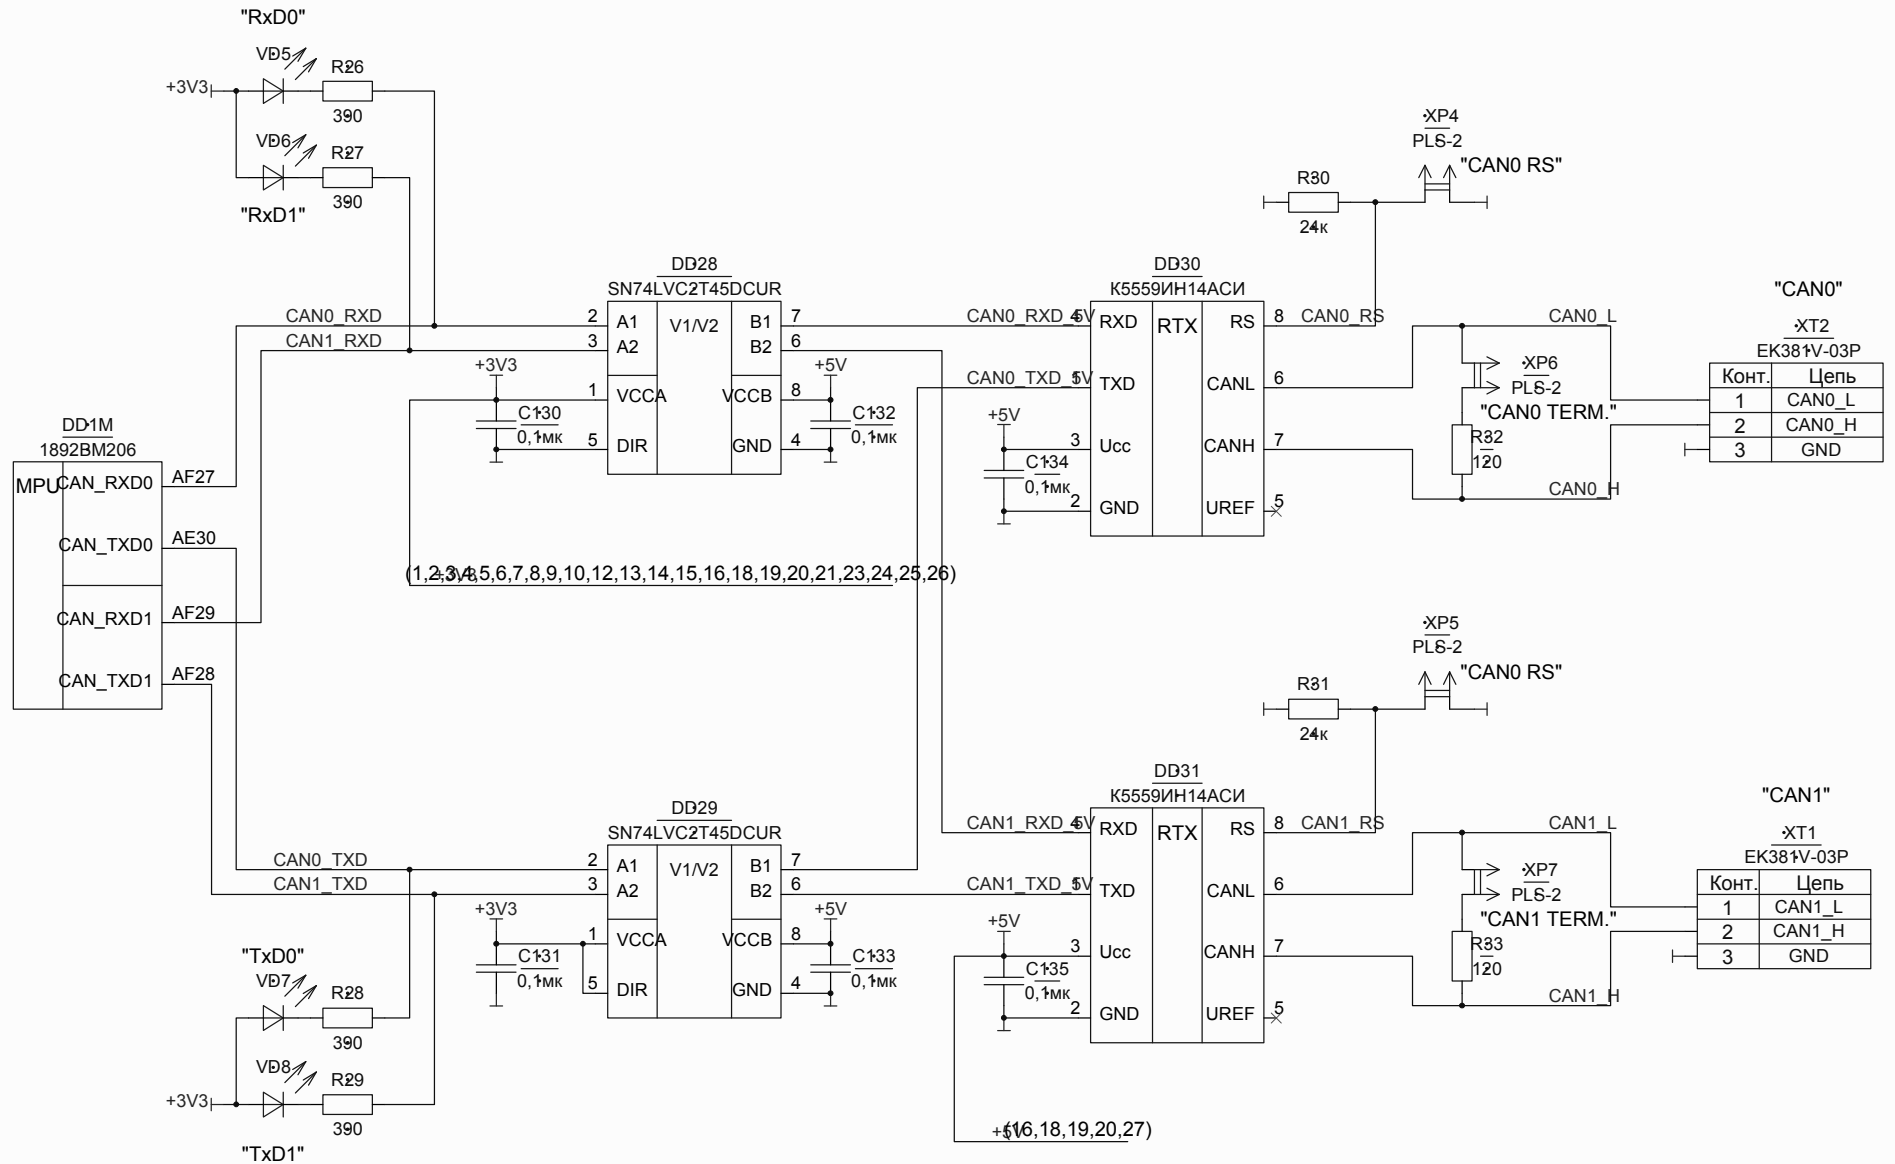 "RxD0"
VD5
R26
+3V3
390
VD6
R27
390
"RxD1"
XP4
PLS-2
"CAN0 RS"
R30
24к
DD28
SN74LVC2T45DCUR
CAN0_RXD
2
A1
V1/V2
B1
7
CAN1_RXD
3
A2
B2
6
+3V3
1
VCCA
VCCB
8
+5V
C130
0,1мк
5
DIR
GND
4
C132
0,1мк
DD30
К5559ИН14АСИ
CAN0_RXD_5V
4
RXD
RTX
RS
8
CAN0_RS
CAN0_TXD_5V
1
TXD
CANL
6
+5V
3
Ucc
CANH
7
C134
0,1мк
2
GND
UREF
5
CAN0_L
XP6
PLS-2
"CAN0 TERM."
R32
120
CAN0_H
"CAN0"
XT2
EK381V-03P
Конт. Цепь
1 CAN0_L
2 CAN0_H
3 GND
DD1M
1892ВМ206
MPU
CAN_RXD0
AF27
CAN_TXD0
AE30
CAN_RXD1
AF29
CAN_TXD1
AF28
+3V3
(1,2,3,4,5,6,7,8,9,10,12,13,14,15,16,18,19,20,21,23,24,25,26)
XP5
PLS-2
"CAN0 RS"
R31
24к
DD29
SN74LVC2T45DCUR
CAN0_TXD
2
A1
V1/V2
B1
7
CAN1_TXD
3
A2
B2
6
+3V3
1
VCCA
VCCB
8
+5V
C131
0,1мк
5
DIR
GND
4
C133
0,1мк
DD31
К5559ИН14АСИ
CAN1_RXD_5V
4
RXD
RTX
RS
8
CAN1_RS
CAN1_TXD_5V
1
TXD
CANL
6
+5V
3
Ucc
CANH
7
C135
0,1мк
2
GND
UREF
5
CAN1_L
XP7
PLS-2
"CAN1 TERM."
R33
120
CAN1_H
"CAN1"
XT1
EK381V-03P
Конт. Цепь
1 CAN1_L
2 CAN1_H
3 GND
"TxD0"
VD7
R28
390
VD8
R29
+3V3
390
"TxD1"
+5V
(16,18,19,20,27)